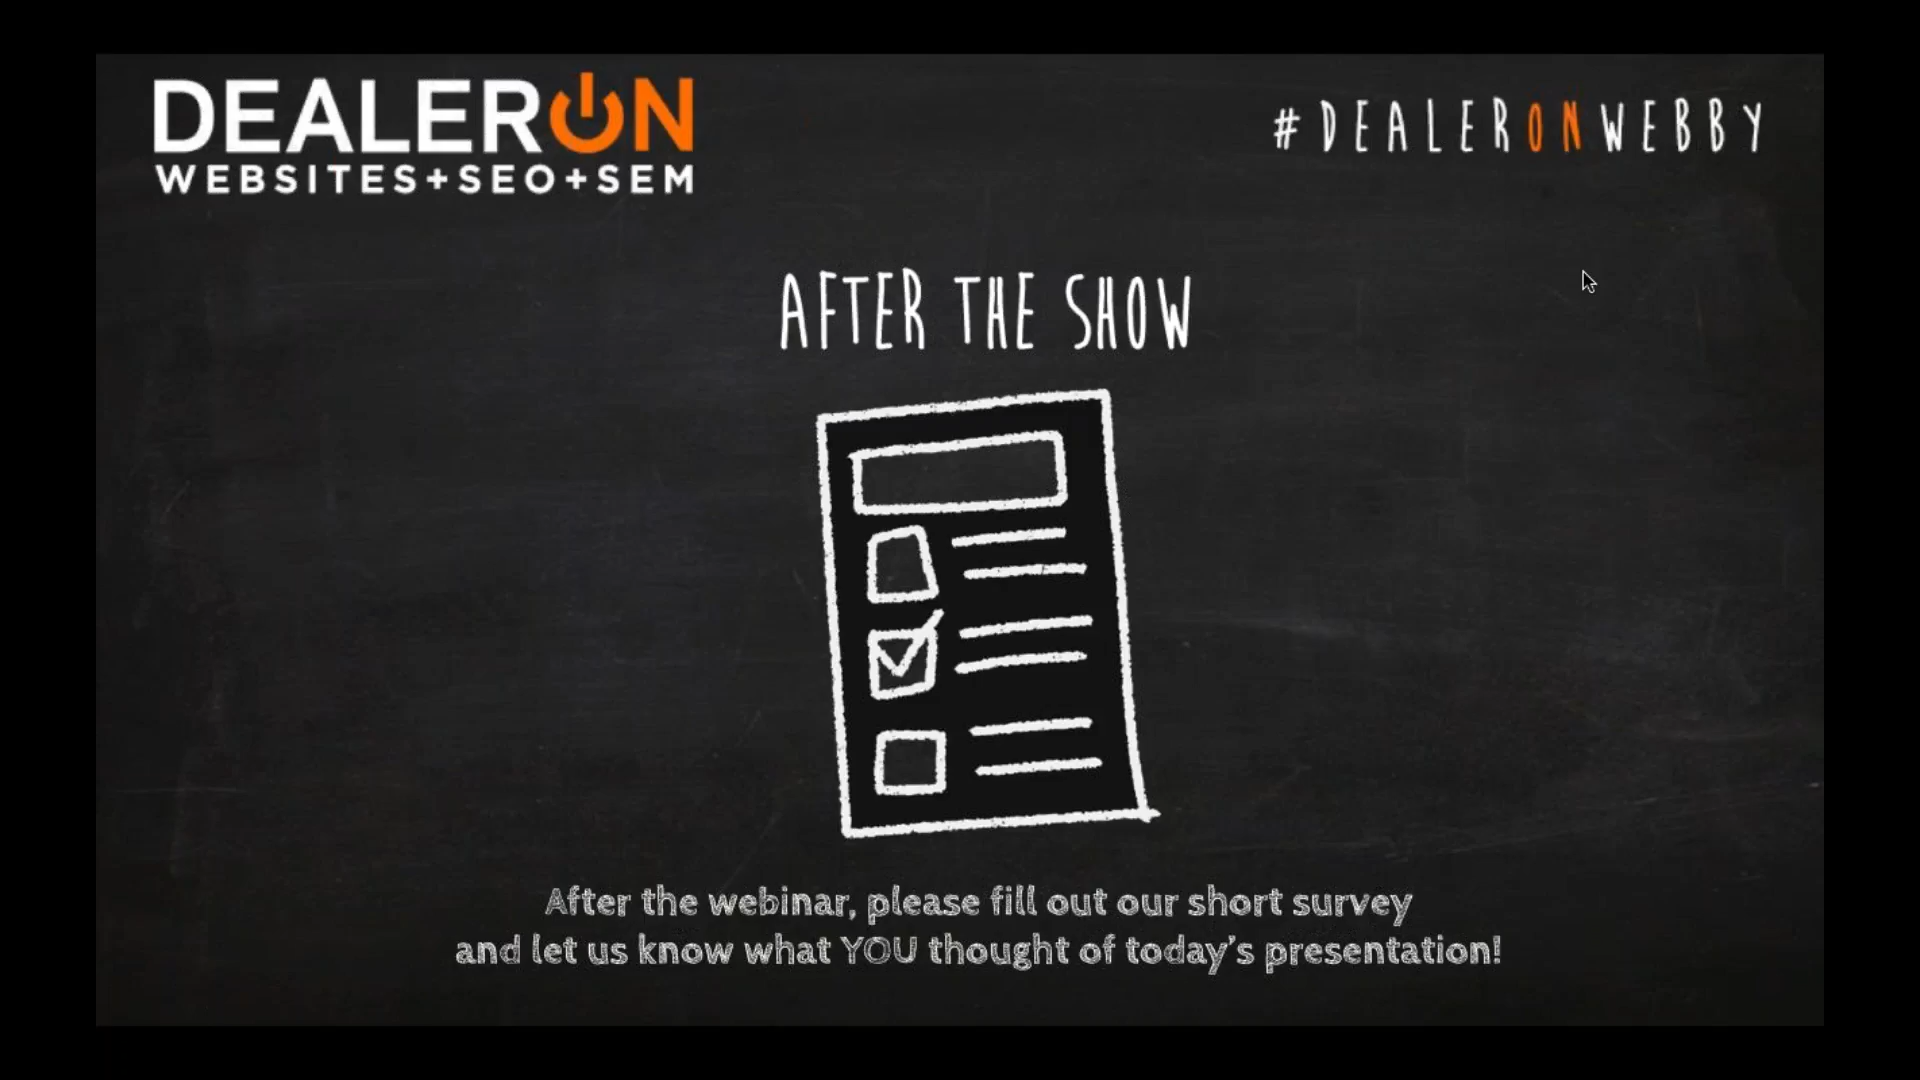 DEALERON
WEBSITES+SEO+SEM
#DEALERONWEBBY
AFTER THE SHOW
After the webinar, please fill out our short survey
and let us know what YOU thought of today's presentation!